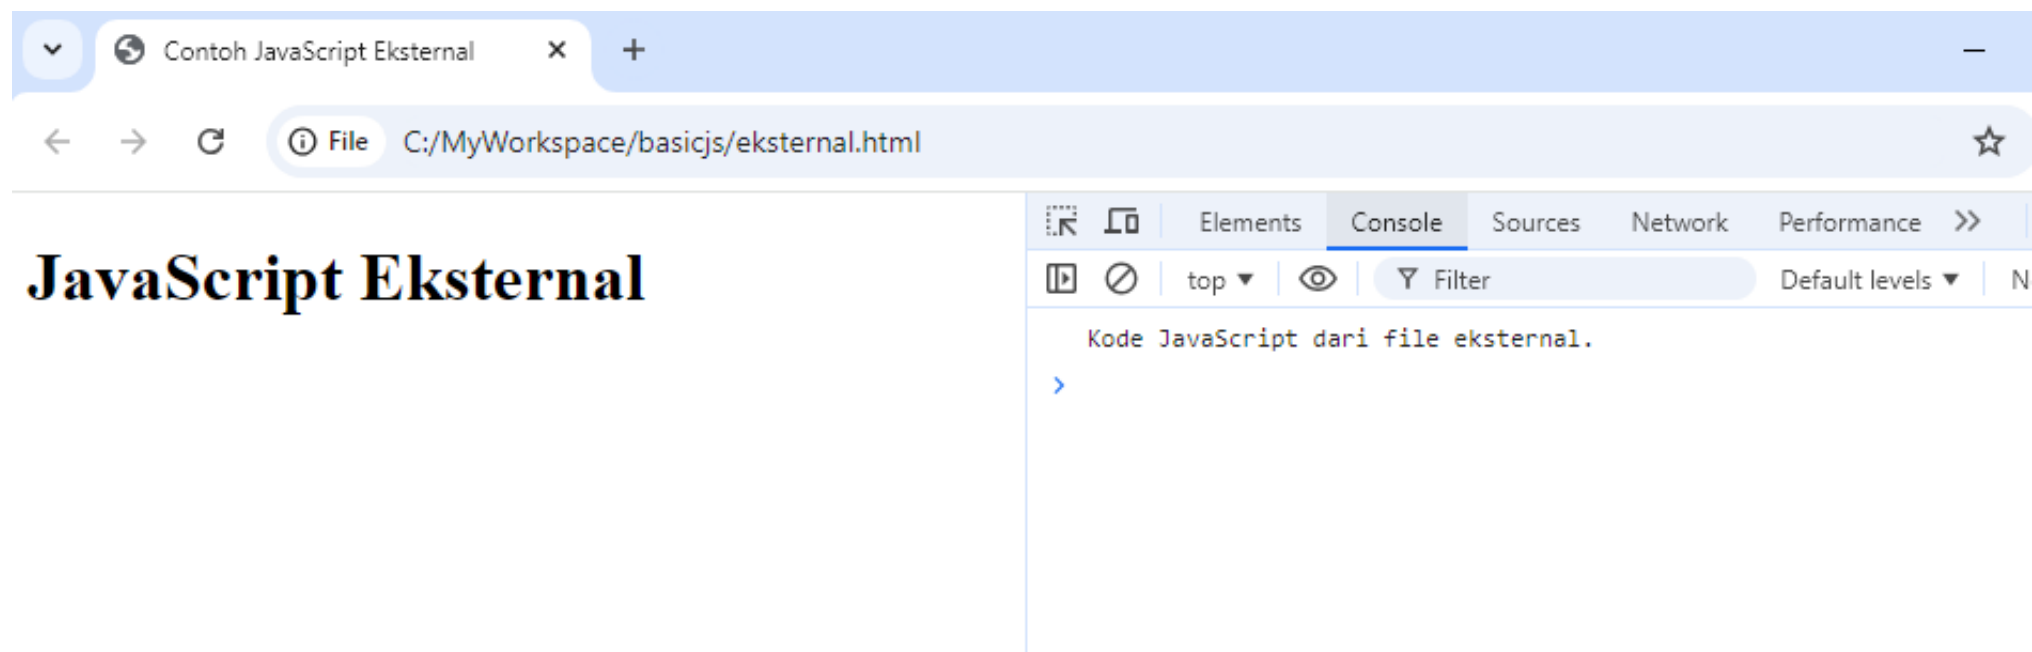 Contoh JavaScript Eksternal
File C:/MyWorkspace/basicjs/eksternal.html
JavaScript Eksternal
Elements Console Sources Network Performance
top Filter Default levels
Kode JavaScript dari file eksternal.